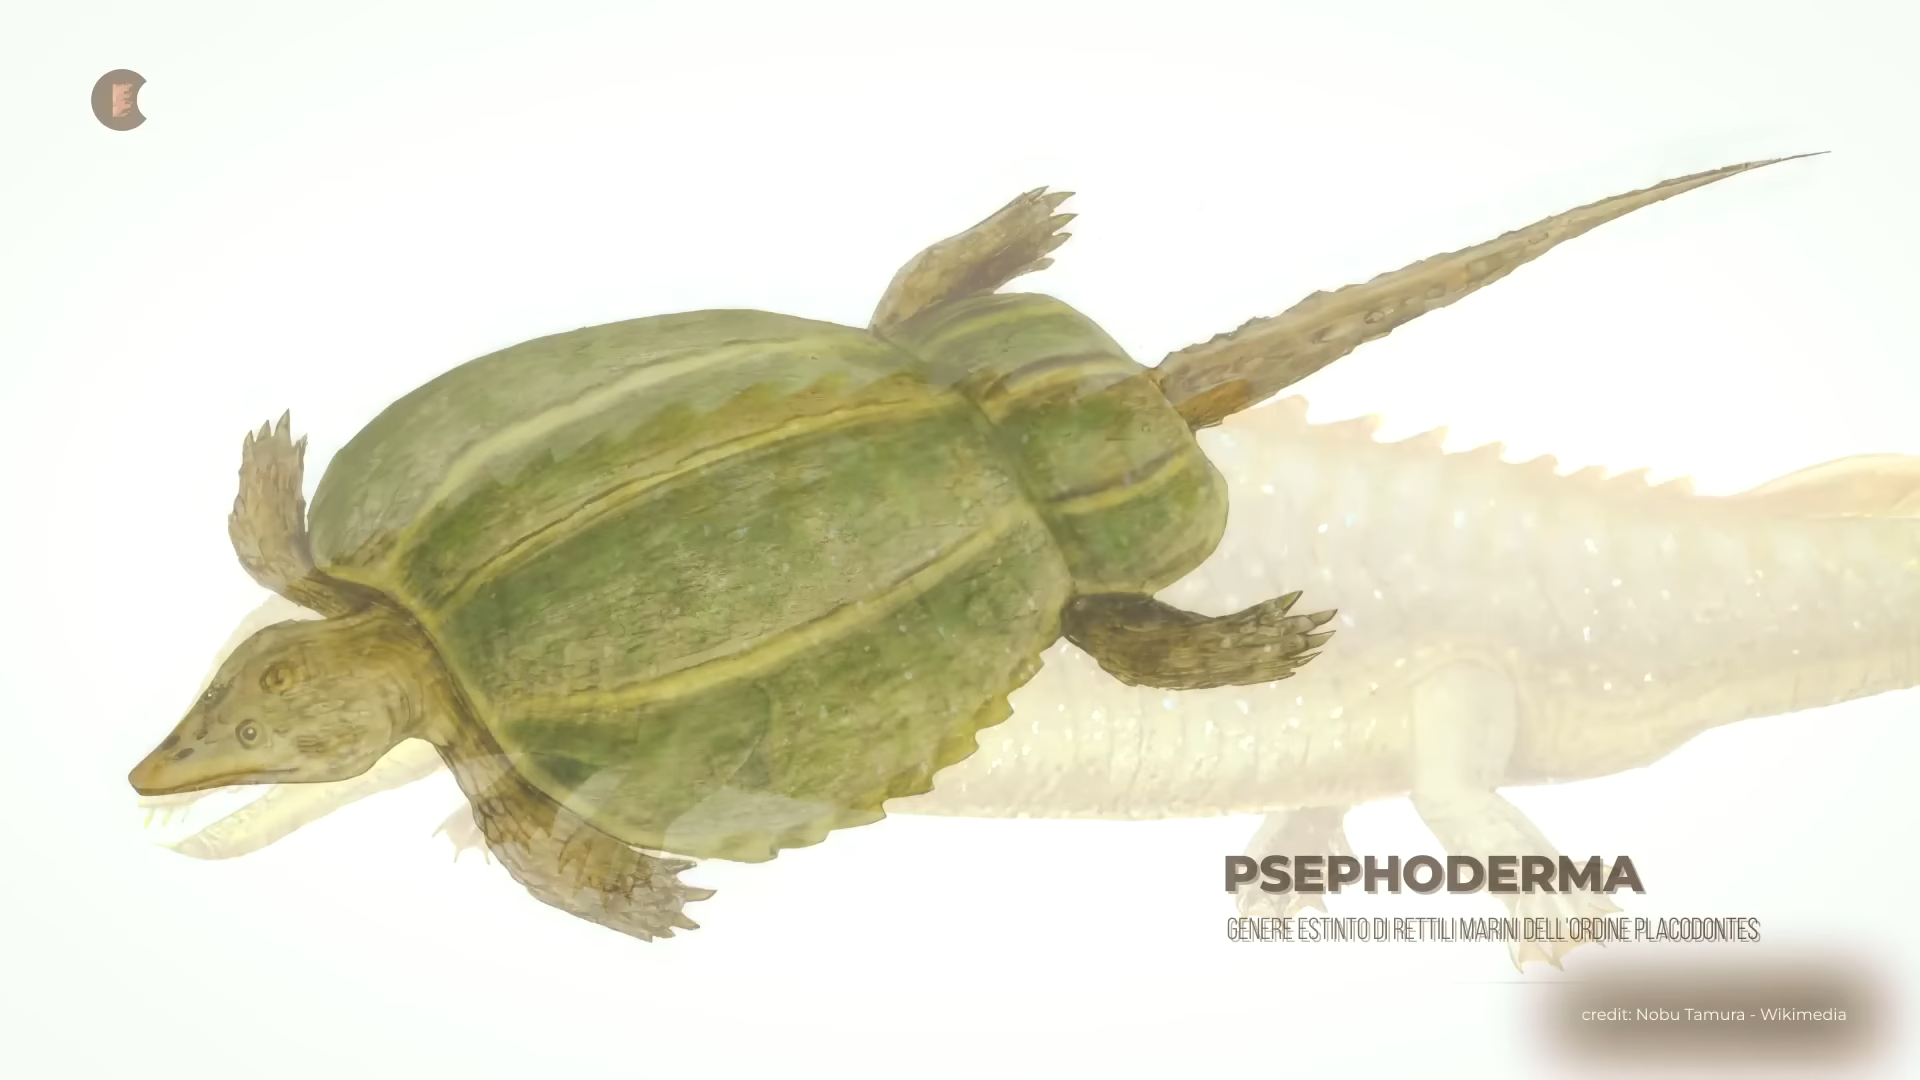 E
PSEPHODERMA
GENERE ESTINTO DI RETTILI MARINI DELL'ORDINE PLACODONTES
credit: Nobu Tamura - Wikimedia